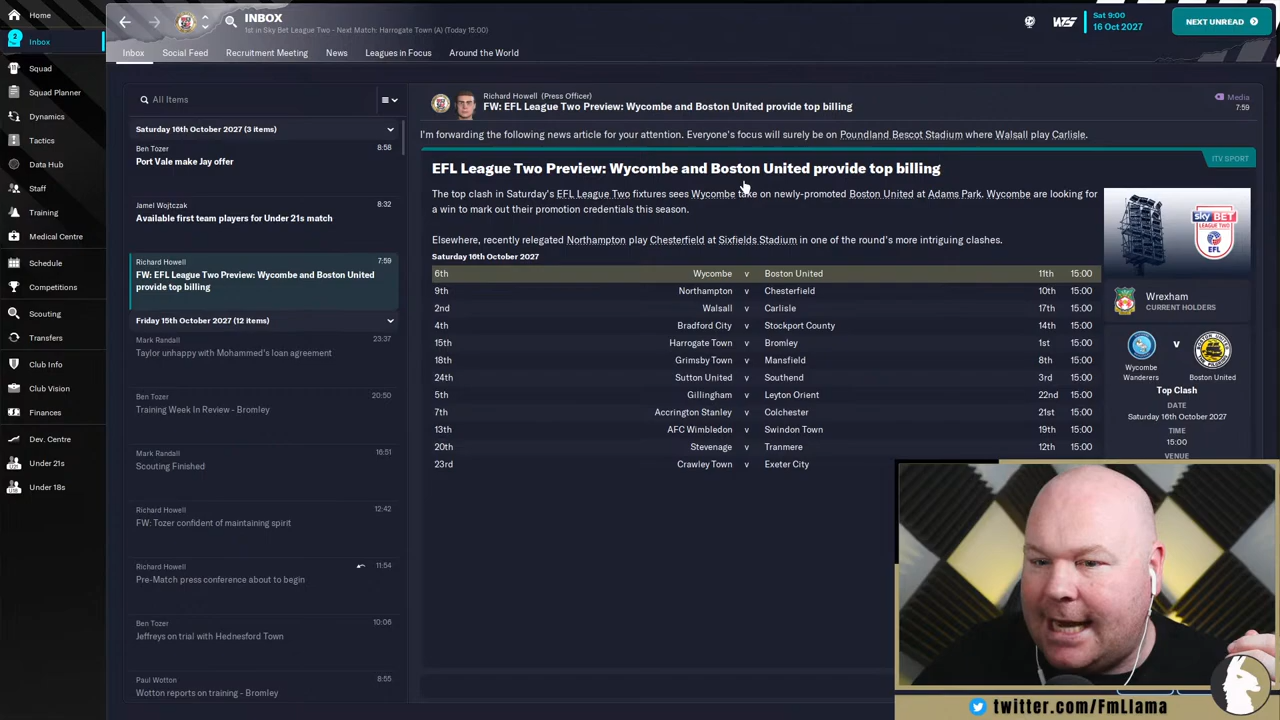 Home
INBOX
1st in Sky Bet League Two - Next Match: Harrogate Town (A) (Today 15:00)
Sat 9:00
16 Oct 2027
NEXT UNREAD
2
Inbox
Squad
Squad Planner
Dynamics
Tactics
Data Hub
Staff
Training
Medical Centre
Schedule
Competitions
Scouting
Transfers
Club Info
Club Vision
Finances
Dev. Centre
Under 21s
Under 18s
Inbox
Social Feed
Recruitment Meeting
News
Leagues in Focus
Around the World
All Items
Saturday 16th October 2027 (3 items)
Ben Tozer 8:58
Port Vale make Jay offer
Jamel Wojtczak 8:32
Available first team players for Under 21s match
Richard Howell 7:59
FW: EFL League Two Preview: Wycombe and Boston United
provide top billing
Friday 15th October 2027 (12 items)
Mark Randall 23:37
Taylor unhappy with Mohammed's loan agreement
Ben Tozer 20:50
Training Week In Review - Bromley
Mark Randall 16:51
Scouting Finished
Richard Howell 12:42
FW: Tozer confident of maintaining spirit
Richard Howell 11:54
Pre-Match press conference about to begin
Ben Tozer 10:06
Jeffreys on trial with Hednesford Town
Paul Wotton 8:55
Wotton reports on training - Bromley
Richard Howell (Press Officer)
FW: EFL League Two Preview: Wycombe and Boston United provide top billing
Media
7:59
I'm forwarding the following news article for your attention. Everyone's focus will surely be on Poundland Bescot Stadium where Walsall play Carlisle.
ITV SPORT
EFL League Two Preview: Wycombe and Boston United provide top billing
The top clash in Saturday's EFL League Two fixtures sees Wycombe take on newly-promoted Boston United at Adams Park. Wycombe are looking for
a win to mark out their promotion credentials this season.
Elsewhere, recently relegated Northampton play Chesterfield at Sixfields Stadium in one of the round's more intriguing clashes.
Saturday 16th October 2027
6th Wycombe v Boston United 11th 15:00
9th Northampton v Chesterfield 10th 15:00
2nd Walsall v Carlisle 17th 15:00
4th Bradford City v Stockport County 14th 15:00
15th Harrogate Town v Bromley 1st 15:00
18th Grimsby Town v Mansfield 8th 15:00
24th Sutton United v Southend 3rd 15:00
5th Gillingham v Leyton Orient 22nd 15:00
7th Accrington Stanley v Colchester 21st 15:00
13th AFC Wimbledon v Swindon Town 19th 15:00
20th Stevenage v Tranmere 12th 15:00
23rd Crawley Town v Exeter City
sky BET
EFL
LEAGUE
TWO
Wrexham
CURRENT HOLDERS
v
Wycombe
Wanderers
Boston United
Top Clash
DATE
Saturday 16th October 2027
TIME
15:00
VENUE
twitter.com/FmLlama